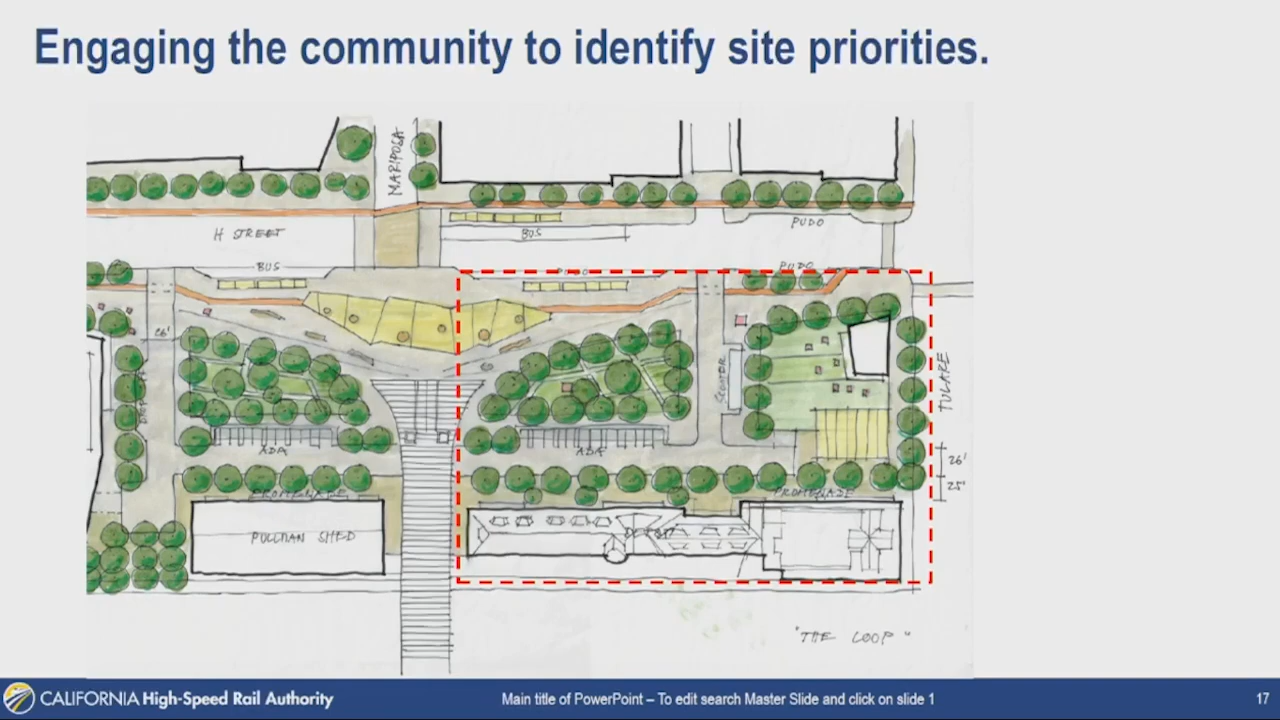 Engaging the community to identify site priorities.
MARIPOSA
H STREET
BUS
PUDO
BUS
PUDO
PUDO
26'
TULARE
ADA
ADA
26'
25'
PROMENADE
PROMENADE
PULLMAN SHED
DEPOT
"THE LOOP"
CALIFORNIA High-Speed Rail Authority
Main title of PowerPoint – To edit search Master Slide and click on slide 1
17